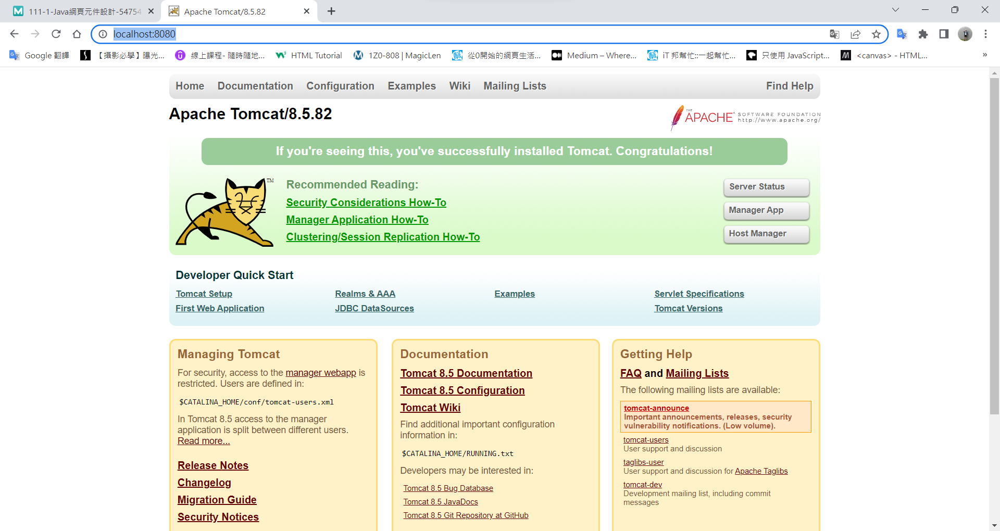 111-1-Java網頁元件設計-54754
Apache Tomcat/8.5.82
localhost:8080
Google 翻譯
【攝影必學】曝光...
線上課程- 隨時隨地...
HTML Tutorial
1Z0-808 | MagicLen
從0開始的網頁生活...
Medium – Where...
iT 邦幫忙::一起幫忙...
只使用 JavaScript...
<canvas> - HTML...
Home
Documentation
Configuration
Examples
Wiki
Mailing Lists
Find Help
Apache Tomcat/8.5.82
THE
APACHE
SOFTWARE FOUNDATION
http://www.apache.org/
If you're seeing this, you've successfully installed Tomcat. Congratulations!
TM
Recommended Reading:
Security Considerations How-To
Manager Application How-To
Clustering/Session Replication How-To
Server Status
Manager App
Host Manager
Developer Quick Start
Tomcat Setup
First Web Application
Realms & AAA
JDBC DataSources
Examples
Servlet Specifications
Tomcat Versions
Managing Tomcat
For security, access to the manager webapp is
restricted. Users are defined in:
$CATALINA_HOME/conf/tomcat-users.xml
In Tomcat 8.5 access to the manager
application is split between different users.
Read more...
Release Notes
Changelog
Migration Guide
Security Notices
Documentation
Tomcat 8.5 Documentation
Tomcat 8.5 Configuration
Tomcat Wiki
Find additional important configuration
information in:
$CATALINA_HOME/RUNNING.txt
Developers may be interested in:
Tomcat 8.5 Bug Database
Tomcat 8.5 JavaDocs
Tomcat 8.5 Git Repository at GitHub
Getting Help
FAQ and Mailing Lists
The following mailing lists are available:
tomcat-announce
Important announcements, releases, security
vulnerability notifications. (Low volume).
tomcat-users
User support and discussion
taglibs-user
User support and discussion for Apache Taglibs
tomcat-dev
Development mailing list, including commit
messages